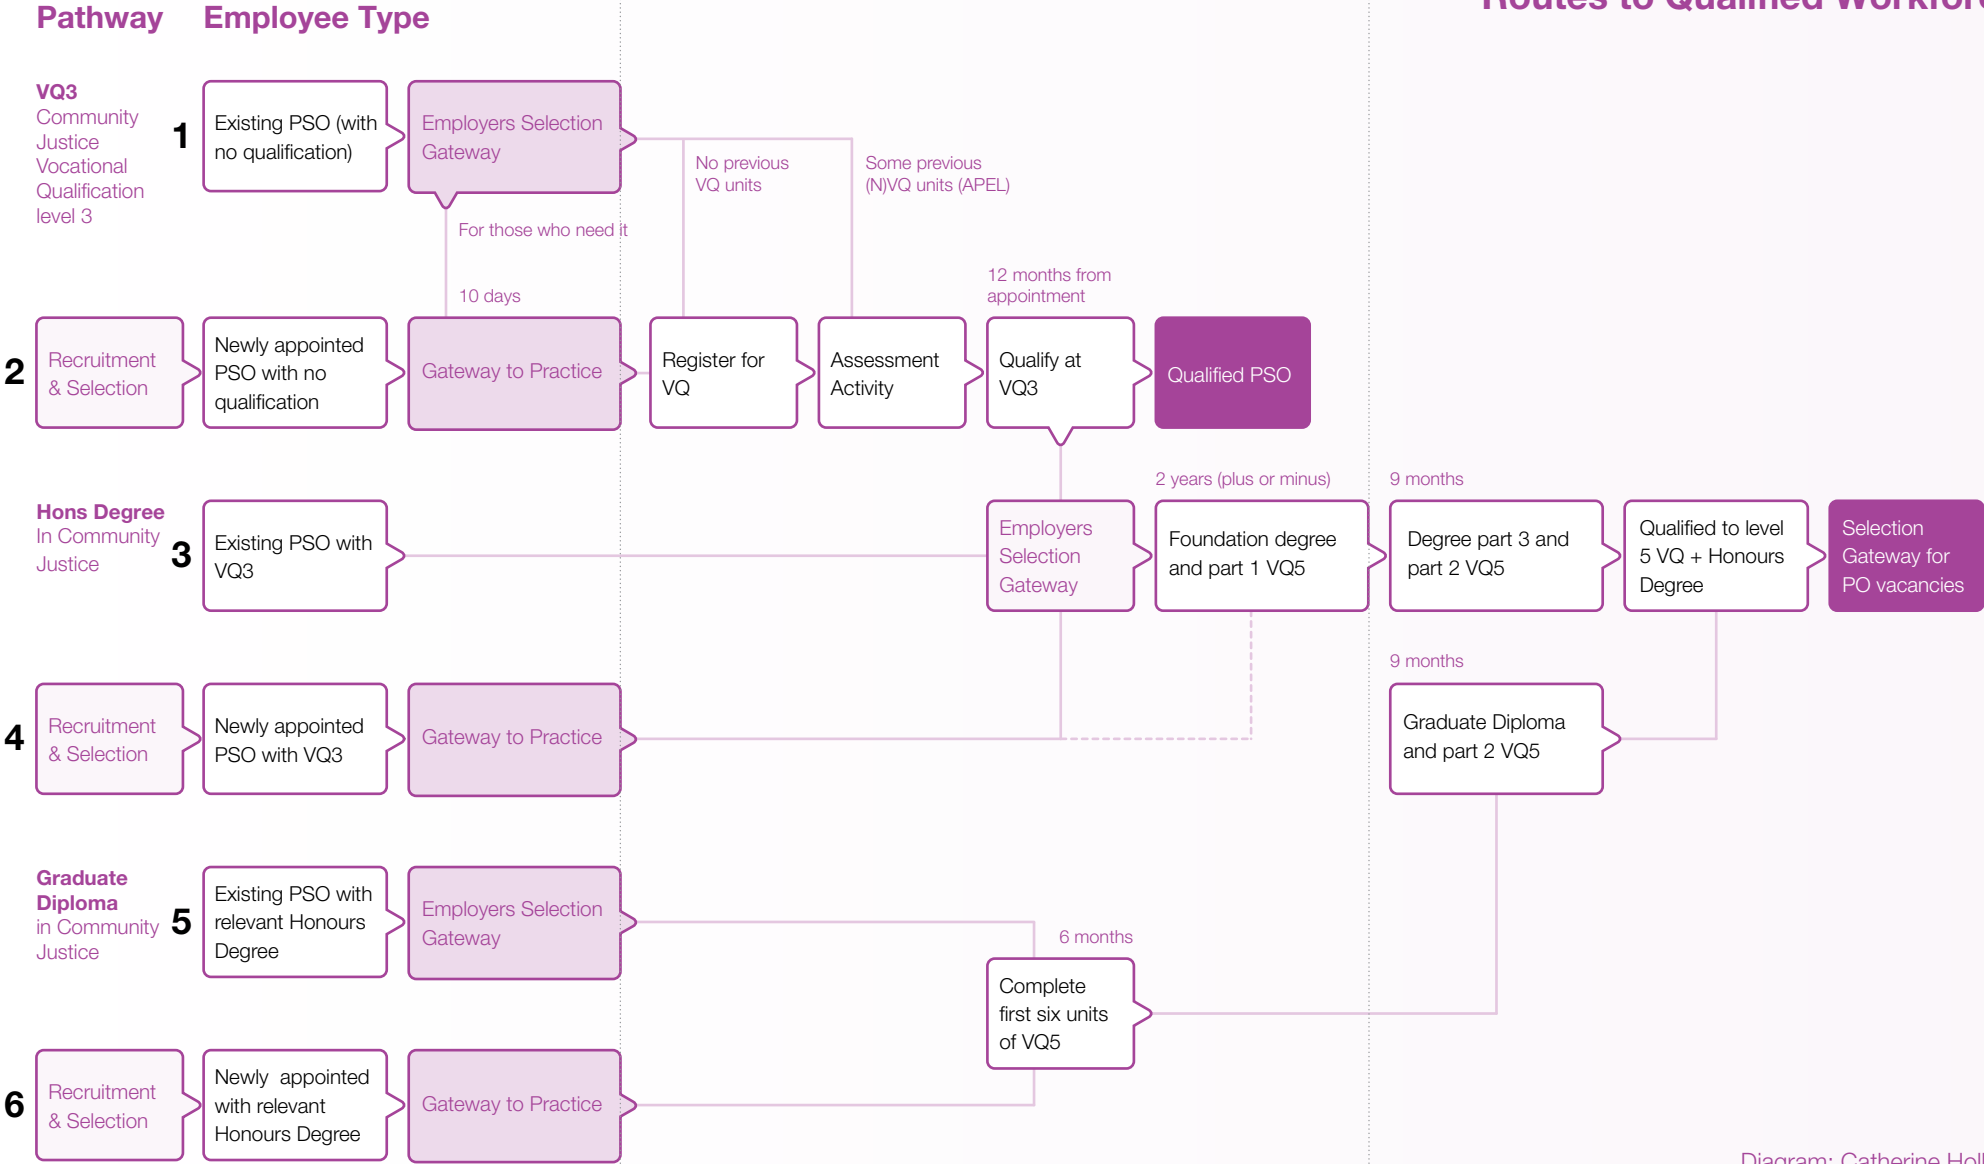 Pathway
Employee Type
Routes to Qualified
VQ3
Community
Justice
Vocational
Qualification
level 3
1
Existing PSO (with
no qualification)
Employers Selection
Gateway
No previous
VQ units
Some previous
(N)VQ units (APEL)
For those who need it
10 days
12 months from
appointment
2
Recruitment
& Selection
Newly appointed
PSO with no
qualification
Gateway to Practice
Register for
VQ
Assessment
Activity
Qualify at
VQ3
Qualified PSO
2 years (plus or minus)
9 months
Hons Degree
In Community
Justice
3
Existing PSO with
VQ3
Employers
Selection
Gateway
Foundation degree
and part 1 VQ5
Degree part 3 and
part 2 VQ5
Qualified to level
5 VQ + Honours
Degree
Selection
Gateway for
PO vacancies
9 months
4
Recruitment
& Selection
Newly appointed
PSO with VQ3
Gateway to Practice
Graduate Diploma
and part 2 VQ5
Graduate
Diploma
in Community
Justice
5
Existing PSO with
relevant Honours
Degree
Employers Selection
Gateway
6 months
Complete
first six units
of VQ5
6
Recruitment
& Selection
Newly appointed
with relevant
Honours Degree
Gateway to Practice
Diagram: Catherine